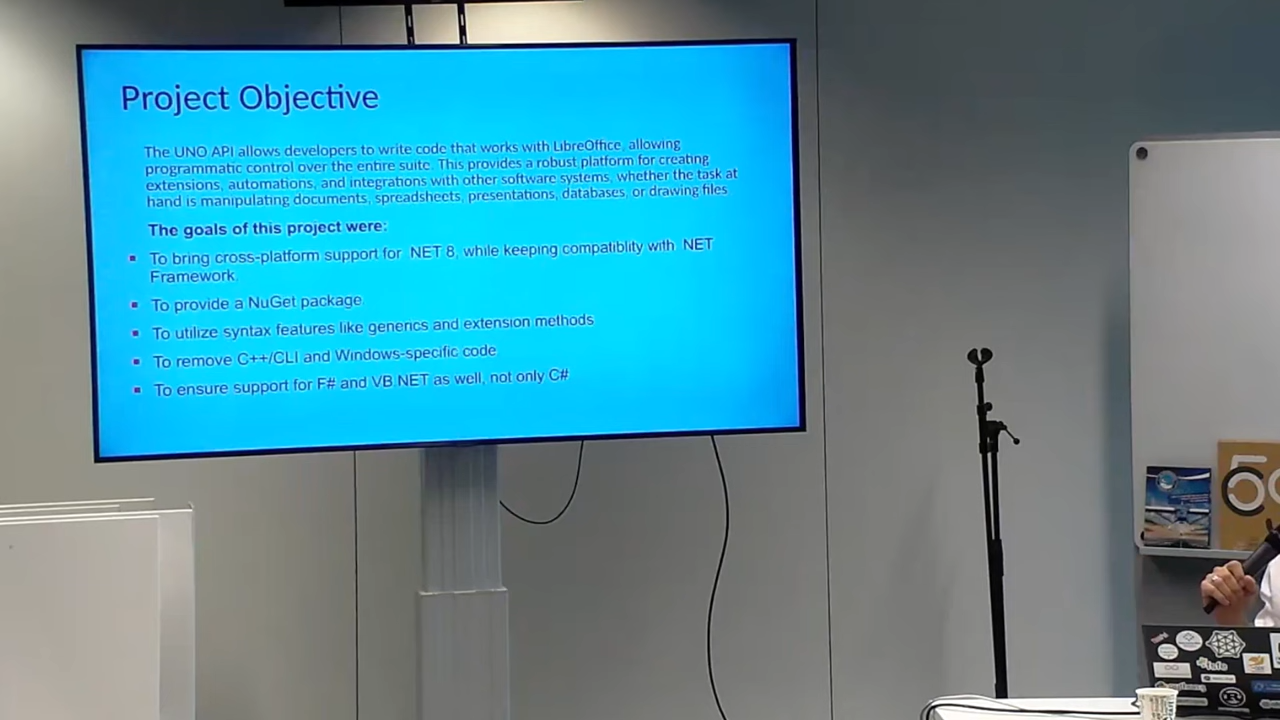 Project Objective
The UNO API allows developers to write code that works with LibreOffice, allowing
programmatic control over the entire suite. This provides a robust platform for creating
extensions, automations, and integrations with other software systems, whether the task at
hand is manipulating documents, spreadsheets, presentations, databases, or drawing files
The goals of this project were:
To bring cross-platform support for .NET 8, while keeping compatiblity with .NET
Framework.
To provide a NuGet package
To utilize syntax features like generics and extension methods
To remove C++/CLI and Windows-specific code
To ensure support for F# and VB.NET as well, not only C#
50